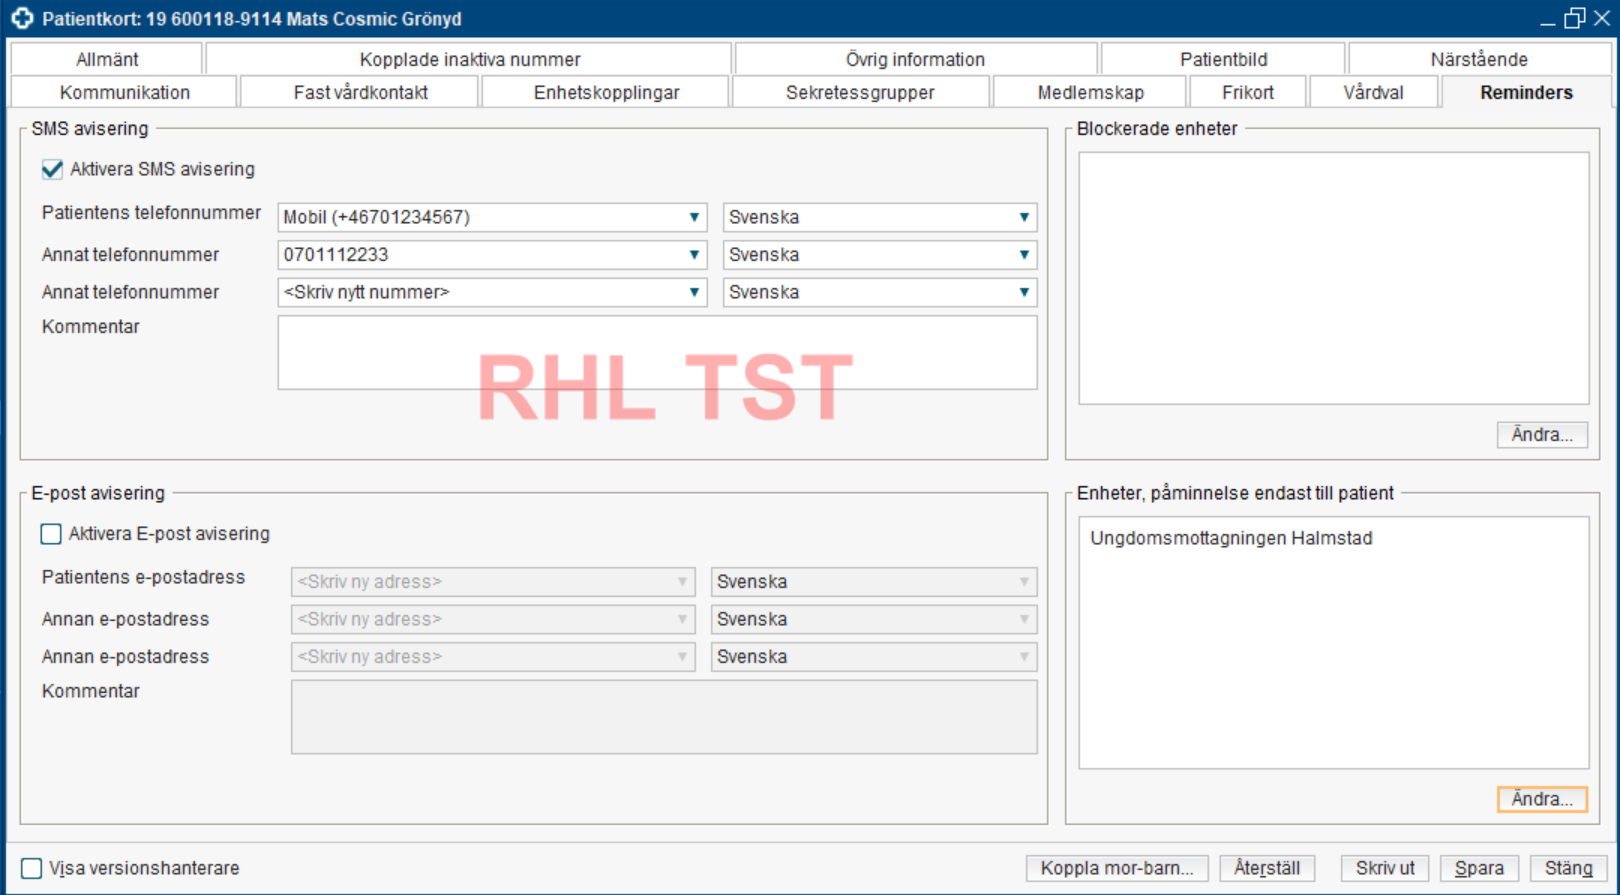 Patientkort: 19 600118-9114 Mats Cosmic Grönyd
Allmänt Kopplade inaktiva nummer Övrig information Patientbild Närstående
Kommunikation Fast vårdkontakt Enhetskopplingar Sekretessgrupper Medlemskap Frikort Vårdval Reminders
SMS avisering
Aktivera SMS avisering
Patientens telefonnummer Mobil (+46701234567) Svenska
Annat telefonnummer 0701112233 Svenska
Annat telefonnummer <Skriv nytt nummer> Svenska
Kommentar
RHL TST
Blockerade enheter
Ändra...
E-post avisering
Aktivera E-post avisering
Patientens e-postadress <Skriv ny adress> Svenska
Annan e-postadress <Skriv ny adress> Svenska
Annan e-postadress <Skriv ny adress> Svenska
Kommentar
Enheter, påminnelse endast till patient
Ungdomsmottagningen Halmstad
Ändra...
Visa versionshanterare Koppla mor-barn... Återställ Skriv ut Spara Stäng